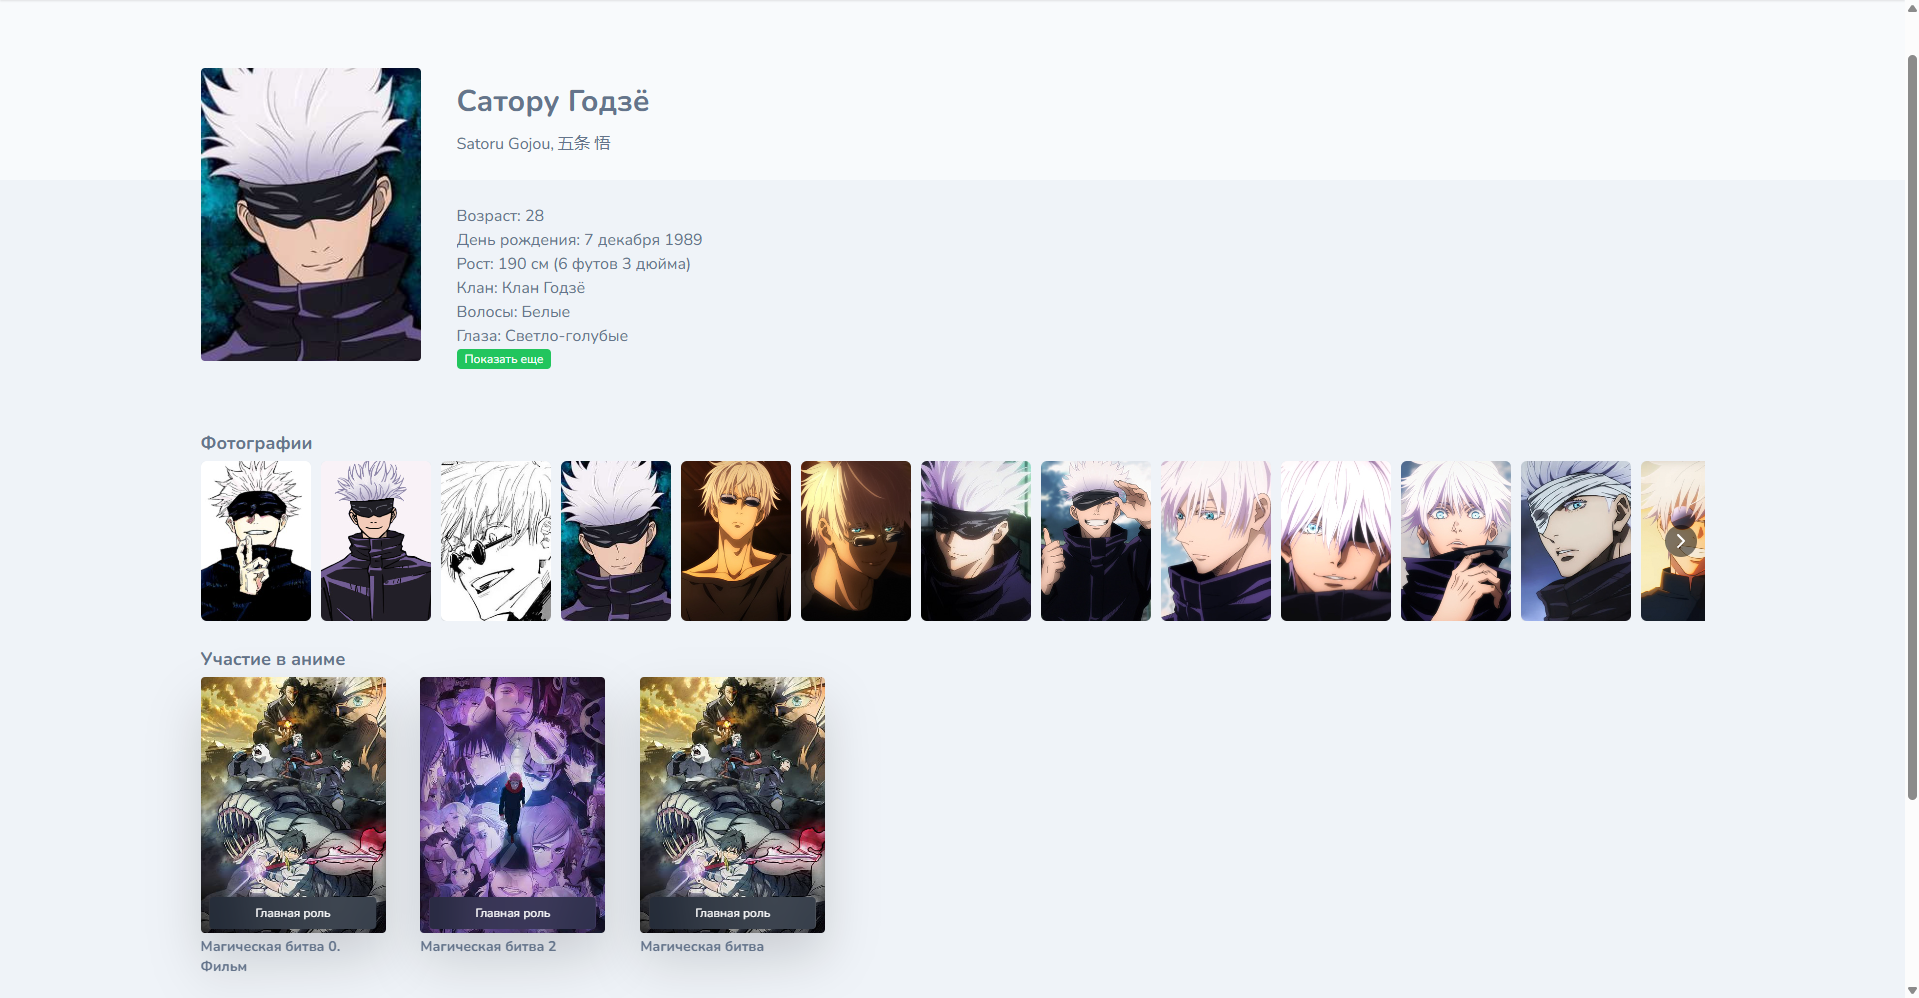 Сатору Годзё
Satoru Gojou, 五条 悟
Возраст: 28
День рождения: 7 декабря 1989
Рост: 190 см (6 футов 3 дюйма)
Клан: Клан Годзё
Волосы: Белые
Глаза: Светло-голубые
Показать еще
Фотографии
Участие в аниме
Главная роль
Главная роль
Главная роль
Магическая битва 0.
Фильм
Магическая битва 2
Магическая битва